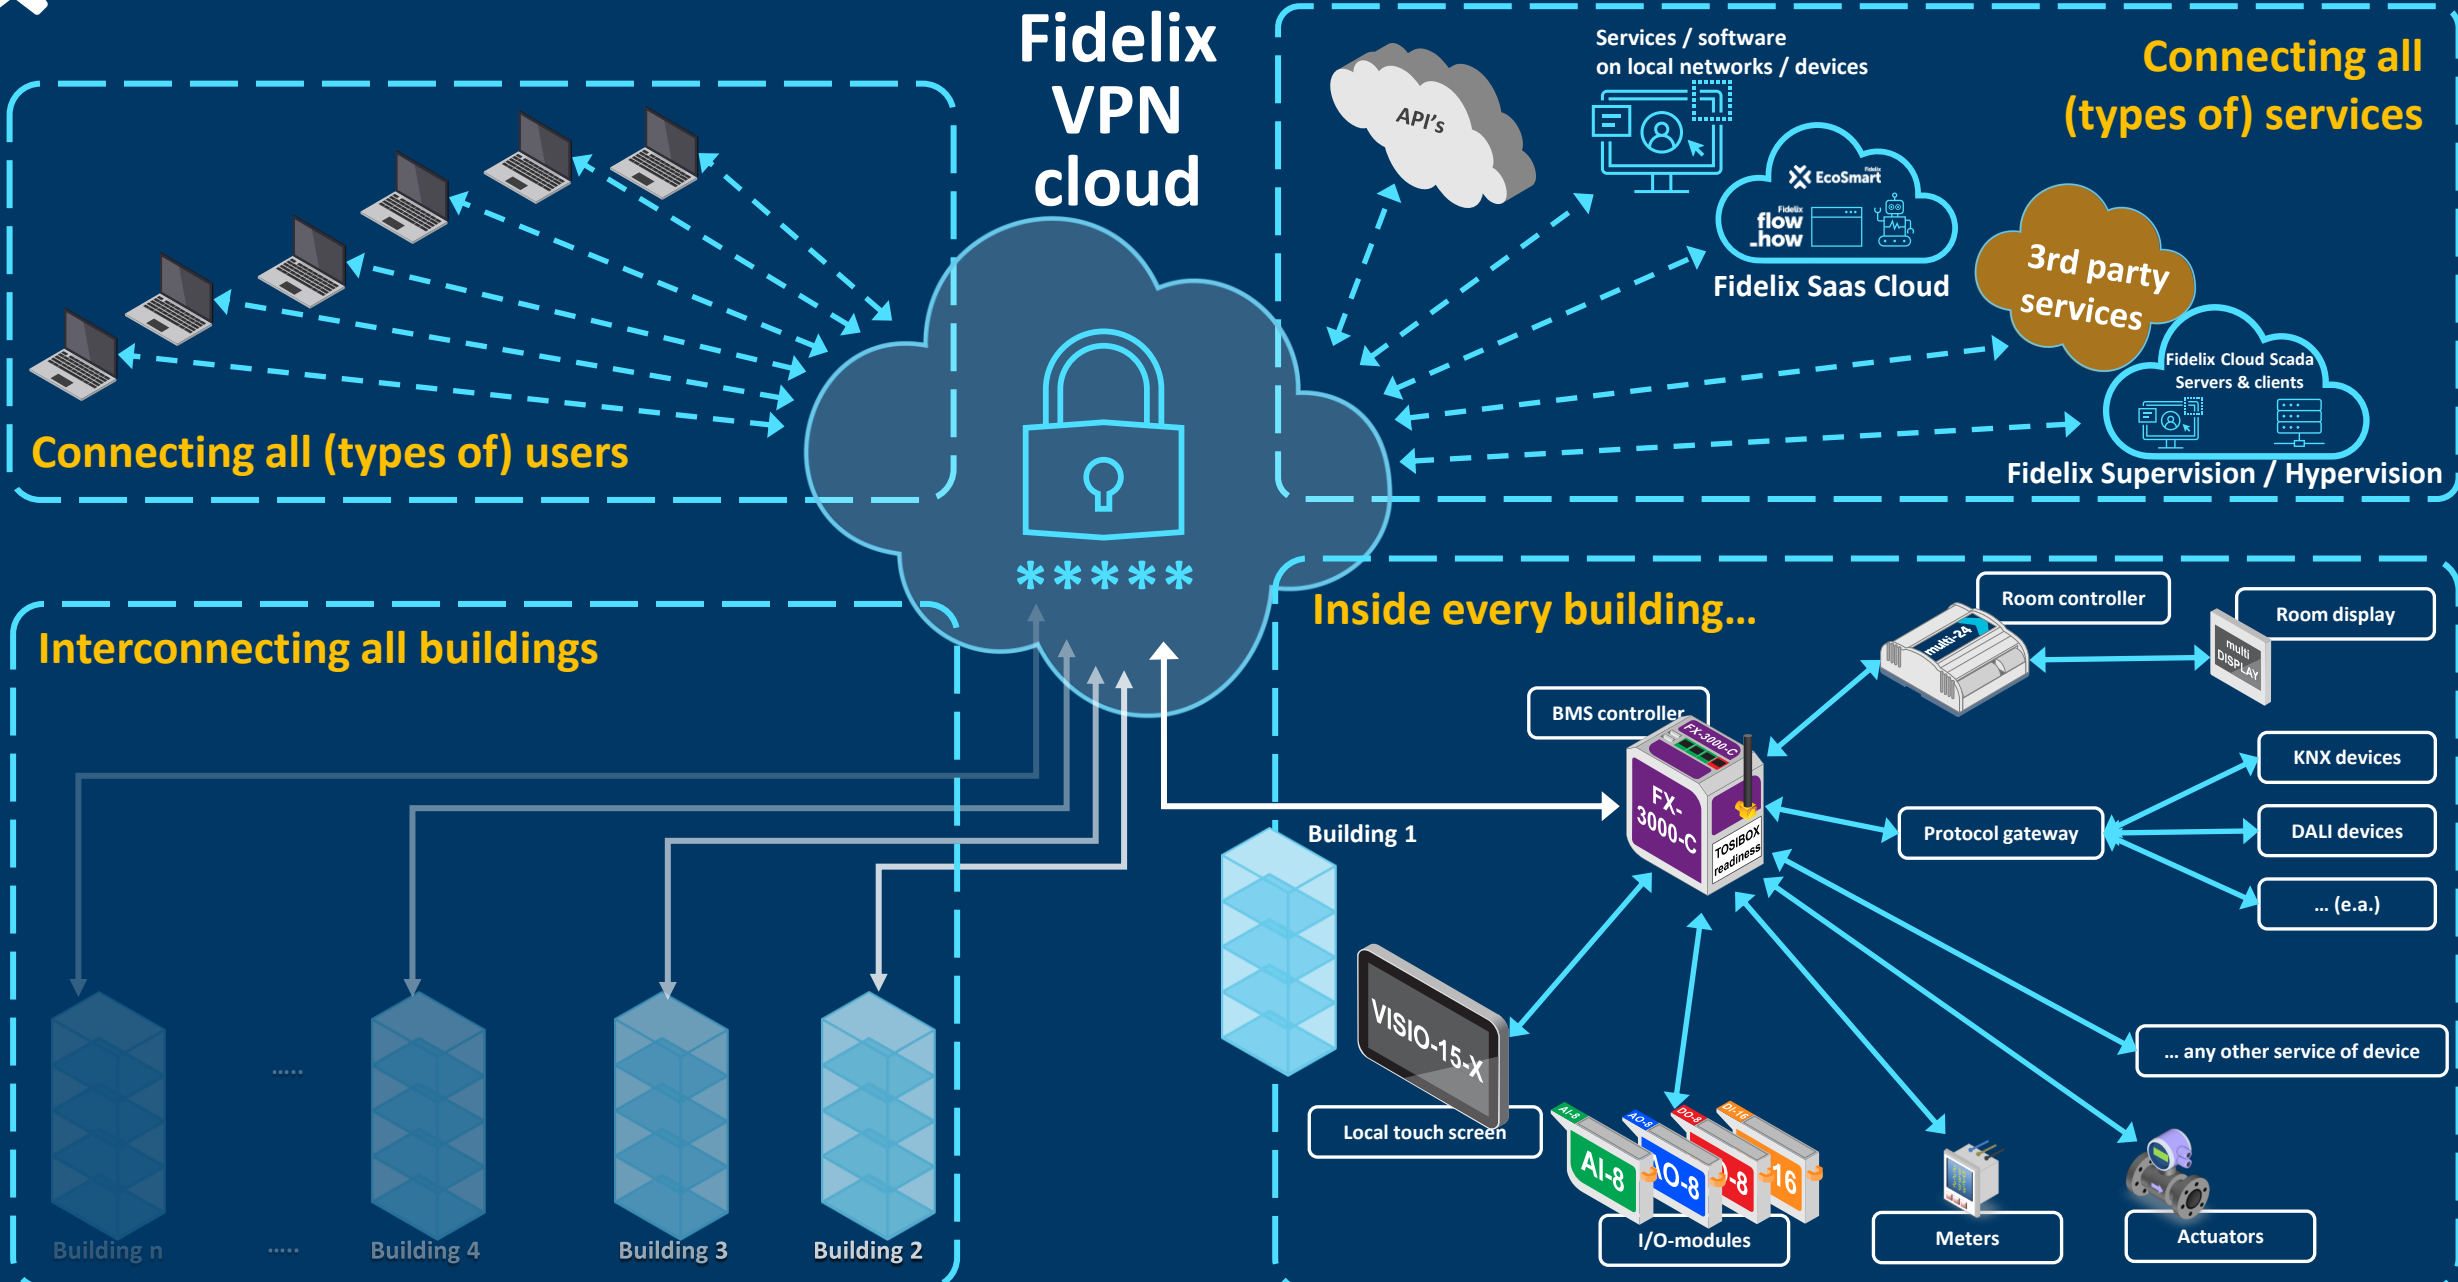 Fidelix
VPN
cloud
Connecting all (types of) users
Services / software
on local networks / devices
Connecting all
(types of) services
API's
Fidelix
EcoSmart
Fidelix
flow
_how
Fidelix Saas Cloud
3rd party
services
Fidelix Cloud Scada
Servers & clients
Fidelix Supervision / Hypervision
*****
Interconnecting all buildings
.....
Building n
.....
Building 4
Building 3
Building 2
Inside every building...
Room controller
multi-24
Room display
multi
DISPLAY
BMS controller
FX-3000-C
FX-
3000-C
TOSIBOX
readiness
Building 1
Protocol gateway
KNX devices
DALI devices
... (e.a.)
VISIO-15-X
Local touch screen
... any other service of device
AI-8
AO-8
DO-8
DI-16
AI-8
AO-8
-8
16
I/O-modules
Meters
Actuators